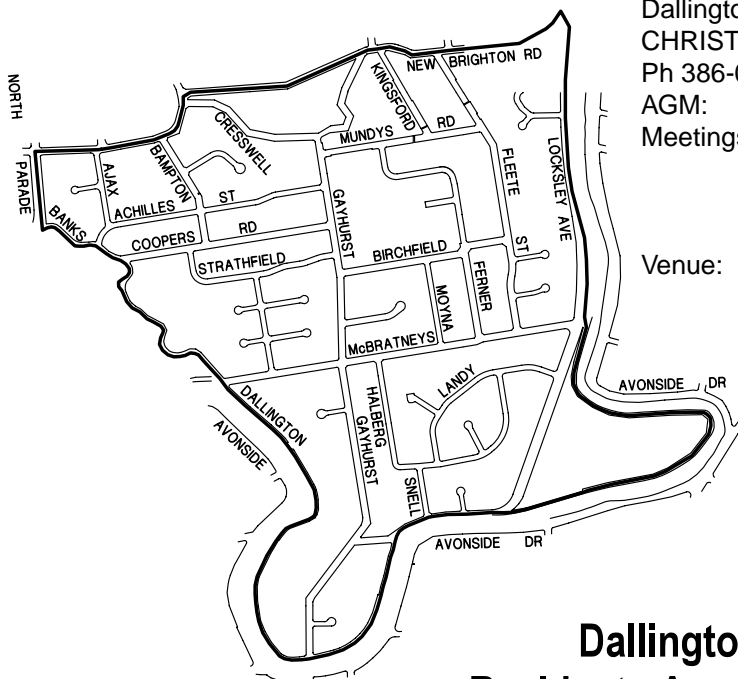 Dallingto
CHRIST
Ph 386-
AGM:
Meetings
Venue:
NEW BRIGHTON RD
KINGSFORD
NORTH
PARADE
CRESSWELL
MUNDYS RD
BAMPTON
AJAX
FLEETE ST
LOCKSLEY AVE
BANKS
ACHILLES ST
GAYHURST
COOPERS RD
STRATHFIELD
BIRCHFIELD
FERNER
MOYNA
McBRATNEYS
LANDY
AVONSIDE DR
DALLINGTON
HALBERG
GAYHURST
AVONSIDE
SNELL
AVONSIDE DR
Dallingto